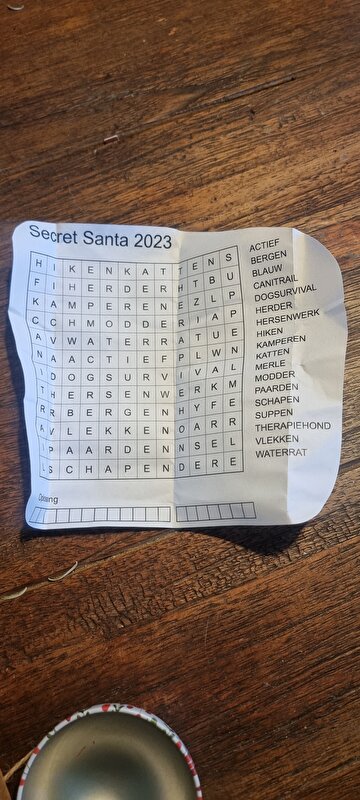 Secret Santa 2023
H I K E N K A T T E N S
F I H E R D E R H T B U
K A M P E R E N E Z L P
C C H M O D D E R I A P
A V W A T E R R A T U E
N A A C T I E F P L W N
I D O G S U R V I V A L
T H E R S E N W E R K M
R R B E R G E N H Y F E
A V L E K K E N O A R R
I P A A R D E N N S E L
L S C H A P E N D E R E
ACTIEF
BERGEN
BLAUW
CANITRAIL
DOGSURVIVAL
HERDER
HERSENWERK
HIKEN
KAMPEREN
KATTEN
MERLE
MODDER
PAARDEN
SCHAPEN
SUPPEN
THERAPIEHOND
VLEKKEN
WATERRAT